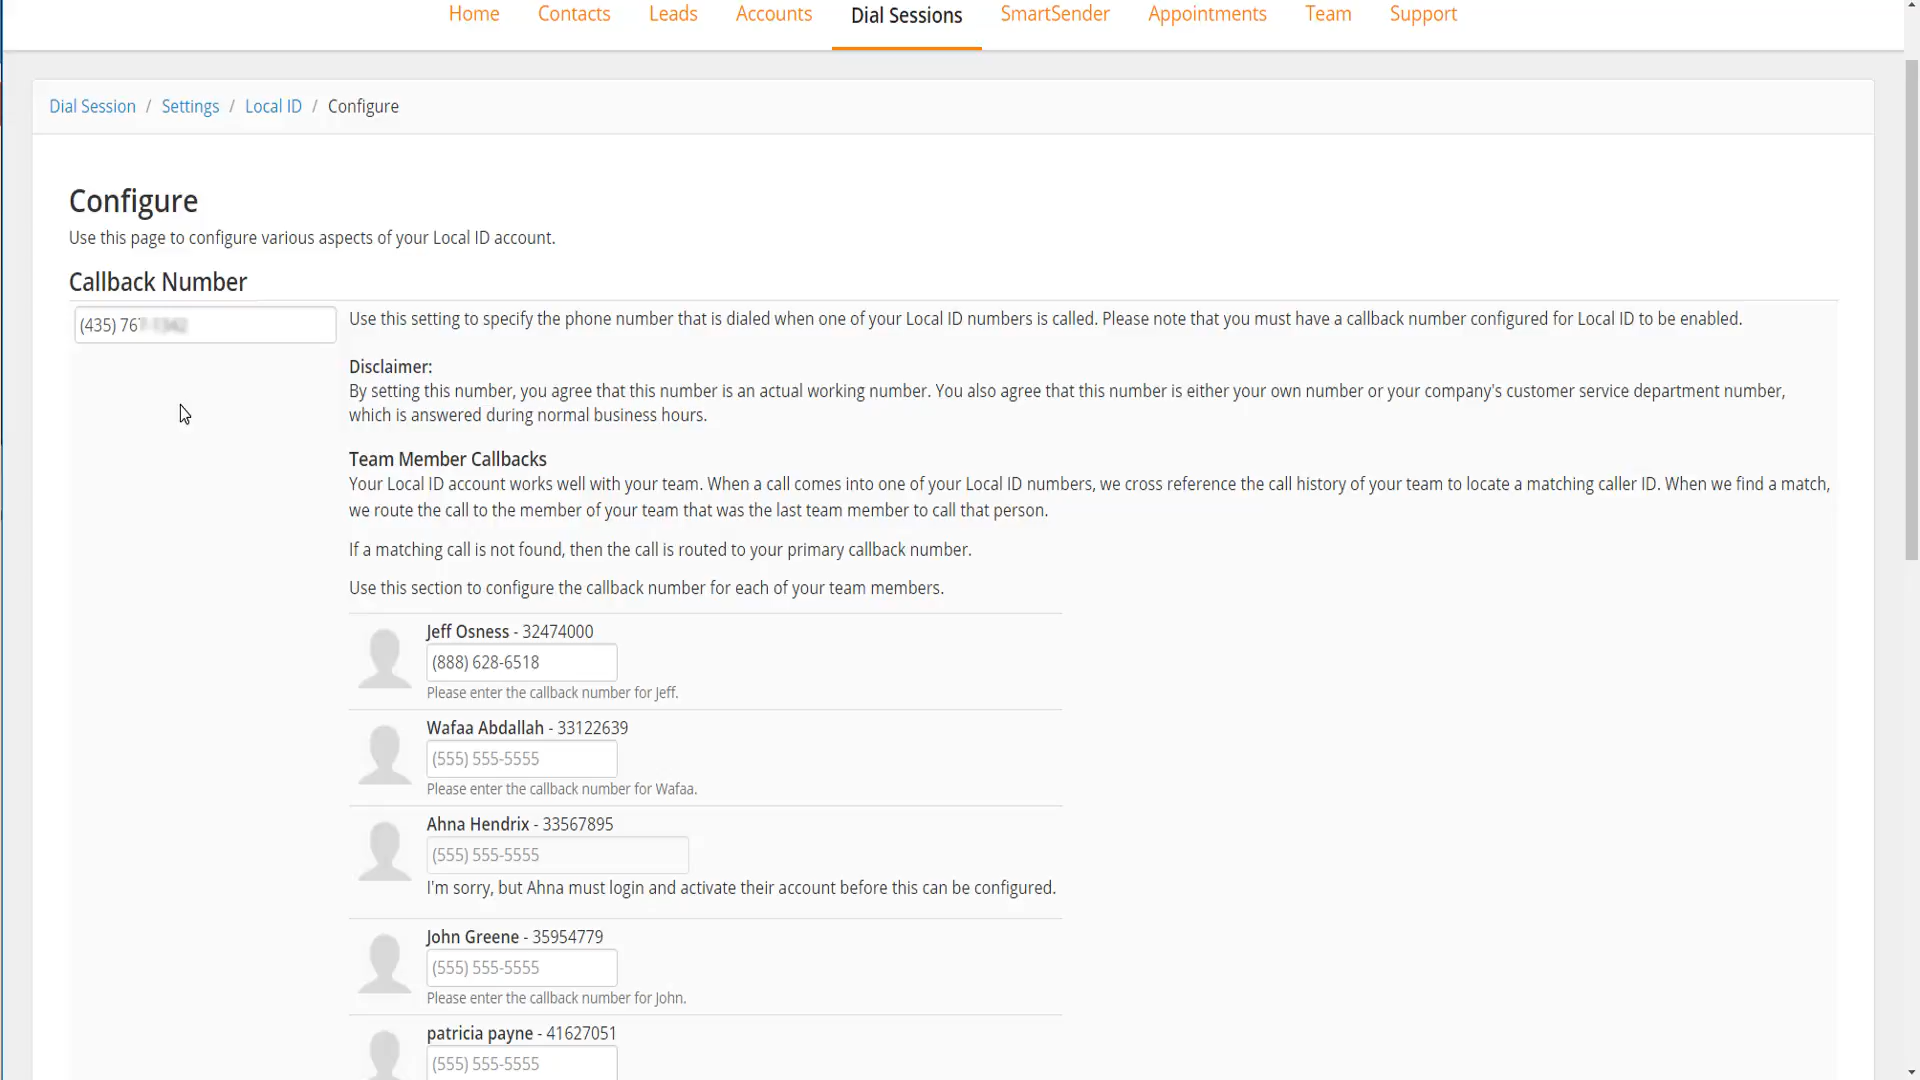 Home Contacts Leads Accounts Dial Sessions SmartSender Appointments Team Support
Dial Session / Settings / Local ID / Configure
Configure
Use this page to configure various aspects of your Local ID account.
Callback Number
(435) 76
Use this setting to specify the phone number that is dialed when one of your Local ID numbers is called. Please note that you must have a callback number configured for Local ID to be enabled.
Disclaimer:
By setting this number, you agree that this number is an actual working number. You also agree that this number is either your own number or your company's customer service department number,
which is answered during normal business hours.
Team Member Callbacks
Your Local ID account works well with your team. When a call comes into one of your Local ID numbers, we cross reference the call history of your team to locate a matching caller ID. When we find a match,
we route the call to the member of your team that was the last team member to call that person.
If a matching call is not found, then the call is routed to your primary callback number.
Use this section to configure the callback number for each of your team members.
Jeff Osness - 32474000
(888) 628-6518
Please enter the callback number for Jeff.
Wafaa Abdallah - 33122639
(555) 555-5555
Please enter the callback number for Wafaa.
Ahna Hendrix - 33567895
(555) 555-5555
I'm sorry, but Ahna must login and activate their account before this can be configured.
John Greene - 35954779
(555) 555-5555
Please enter the callback number for John.
patricia payne - 41627051
(555) 555-5555